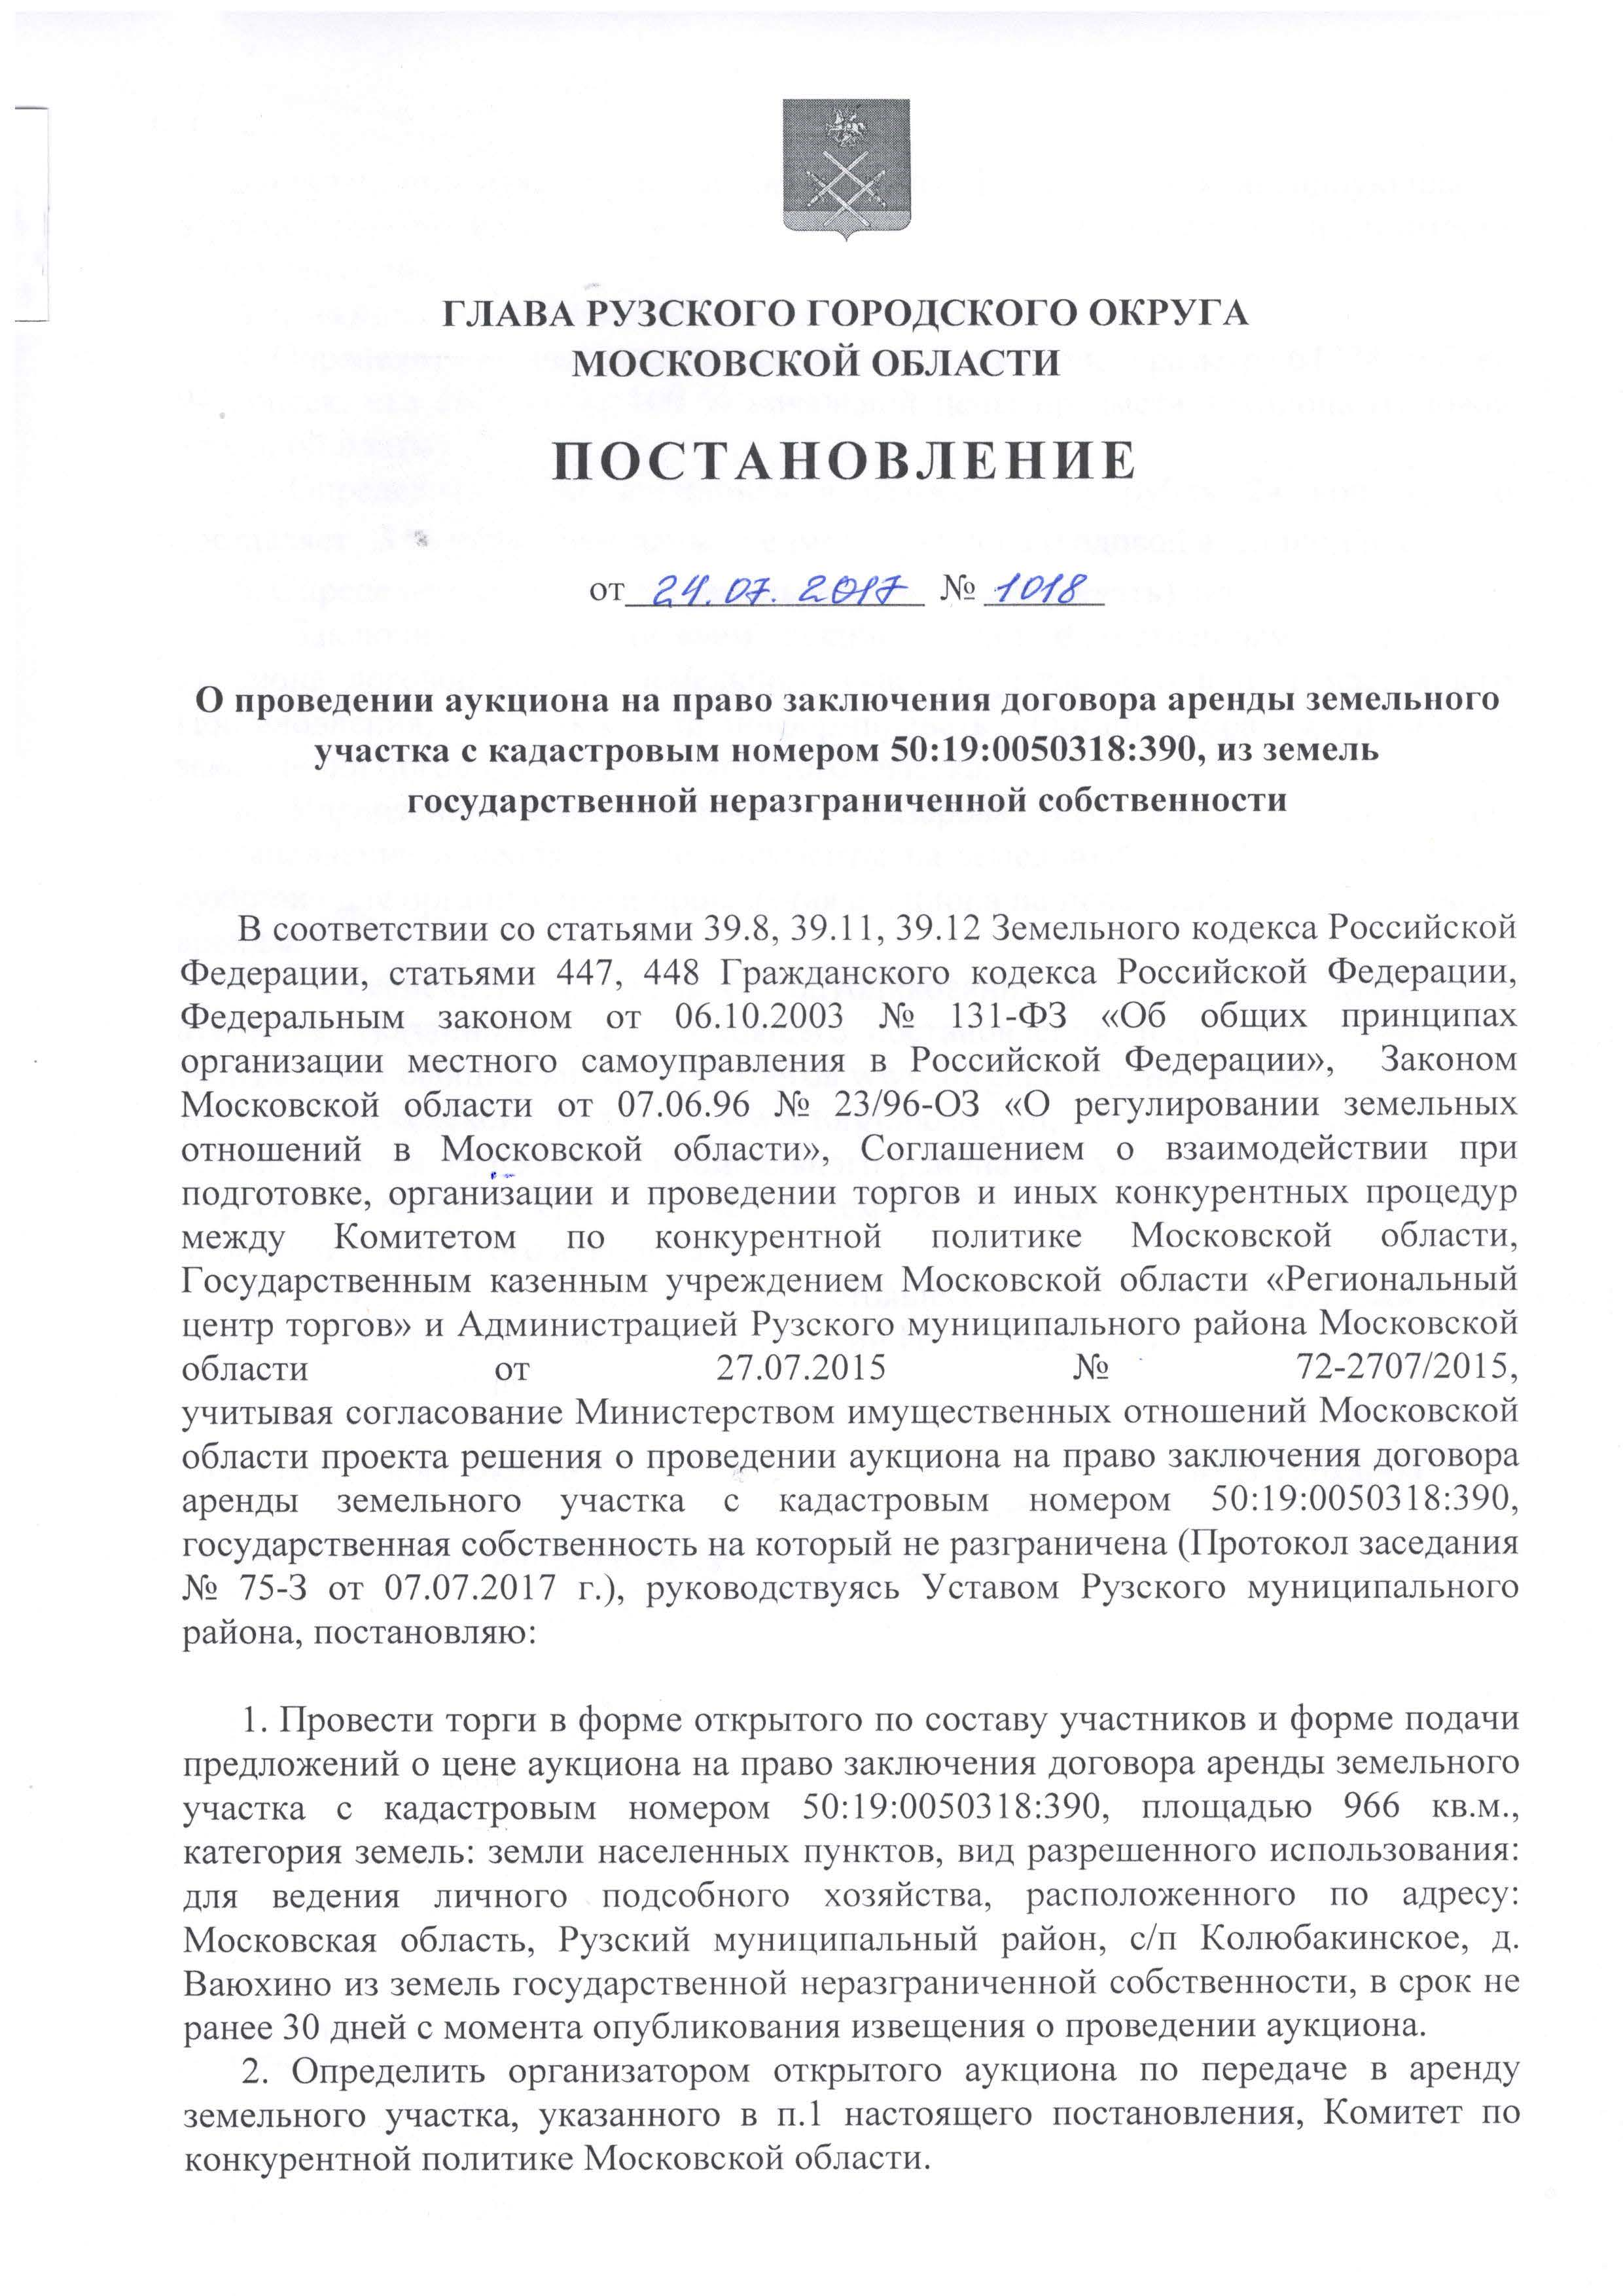 ГЛАВА РУЗСКОГО ГОРОДСКОГО ОКРУГА
МОСКОВСКОЙ ОБЛАСТИ
ПОСТАНОВЛЕНИЕ
от 24.07.2017 № 1018
О проведении аукциона на право заключения договора аренды земельного
участка с кадастровым номером 50:19:0050318:390, из земель
государственной неразграниченной собственности
В соответствии со статьями 39.8, 39.11, 39.12 Земельного кодекса Российской
Федерации, статьями 447, 448 Гражданского кодекса Российской Федерации,
Федеральным законом от 06.10.2003 № 131-ФЗ «Об общих принципах
организации местного самоуправления в Российской Федерации», Законом
Московской области от 07.06.96 № 23/96-ОЗ «О регулировании земельных
отношений в Московской области», Соглашением о взаимодействии при
подготовке, организации и проведении торгов и иных конкурентных процедур
между Комитетом по конкурентной политике Московской области,
Государственным казенным учреждением Московской области «Региональный
центр торгов» и Администрацией Рузского муниципального района Московской
области от 27.07.2015 № 72-2707/2015,
учитывая согласование Министерством имущественных отношений Московской
области проекта решения о проведении аукциона на право заключения договора
аренды земельного участка с кадастровым номером 50:19:0050318:390,
государственная собственность на который не разграничена (Протокол заседания
№ 75-З от 07.07.2017 г.), руководствуясь Уставом Рузского муниципального
района, постановляю:
1. Провести торги в форме открытого по составу участников и форме подачи
предложений о цене аукциона на право заключения договора аренды земельного
участка с кадастровым номером 50:19:0050318:390, площадью 966 кв.м.,
категория земель: земли населенных пунктов, вид разрешенного использования:
для ведения личного подсобного хозяйства, расположенного по адресу:
Московская область, Рузский муниципальный район, с/п Колюбакинское, д.
Ваюхино из земель государственной неразграниченной собственности, в срок не
ранее 30 дней с момента опубликования извещения о проведении аукциона.
2. Определить организатором открытого аукциона по передаче в аренду
земельного участка, указанного в п.1 настоящего постановления, Комитет по
конкурентной политике Московской области.